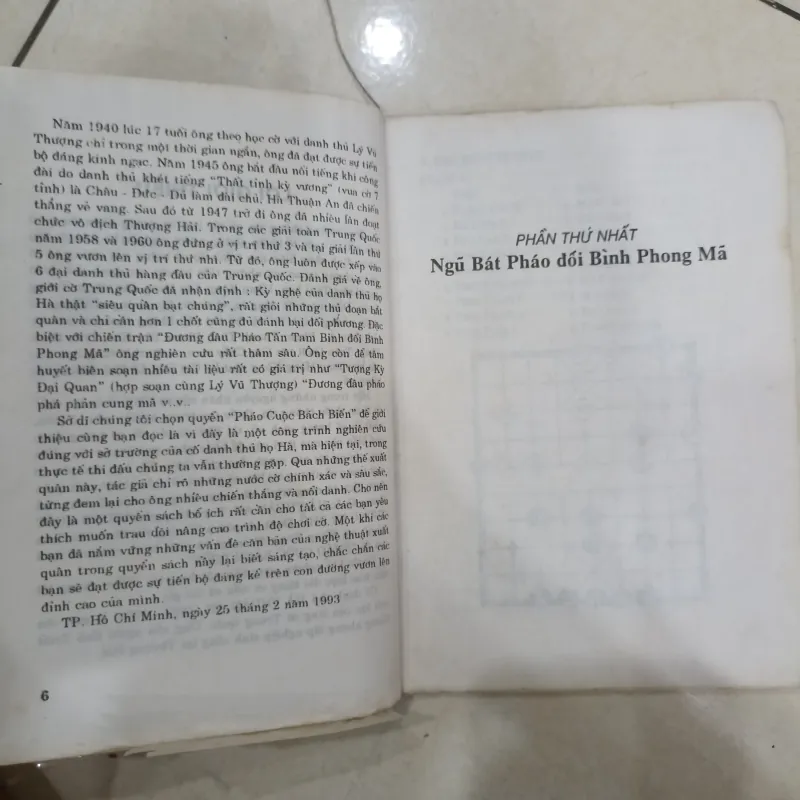 Năm 1940 lúc 17 tuổi ông theo học cờ với danh thủ Lý Vũ
Thượng chỉ trong một thời gian ngắn, ông đã đạt được sự tiến
bộ đáng kinh ngạc. Năm 1945 ông bắt đầu nổi tiếng khi công
đài do danh thủ khét tiếng "Thất tỉnh kỳ vương" (vua cờ 7
tỉnh) là Châu - Đức - Dủ làm đài chủ, Hà Thuận An đã chiến
thắng vẻ vang. Sau đó từ 1947 trở đi ông đã nhiều lần đoạt
chức vô địch Thượng Hải. Trong các giải toàn Trung Quốc
năm 1958 và 1960 ông đứng ở vị trí thứ 3 và tại giải lần thứ
5 ông vươn lên vị trí thứ nhì. Từ đó, ông luôn được xếp vào
6 đại danh thủ hàng đầu của Trung Quốc. Đánh giá về ông,
giới cờ Trung Quốc đã nhận định : Kỳ nghệ của danh thủ họ
Hà thật "siêu quần bạt chúng", rất giỏi những thủ đoạn bắt
quân và chỉ cần hơn 1 chốt cũng đủ đánh bại đối phương. Đặc
biệt với chiến trận "Đương đầu Pháo Tấn Tam Binh đối Bình
Phong Mã" ông nghiên cứu rất thâm sâu. Ông còn để tâm
huyết biên soạn nhiều tài liệu rất có giá trị như "Tượng Kỳ
Đại Quan" (hợp soạn cùng Lý Vũ Thượng) "Đương đầu pháo
phá phản cung mã v..v..
Sở dĩ chúng tôi chọn quyển "Pháo Cuộc Bách Biến" để giới
thiệu cùng bạn đọc là vì đây là một công trình nghiên cứu
đúng với sở trường của cố danh thủ họ Hà, mà hiện tại, trong
thực tế thi đấu chúng ta vẫn thường gặp. Qua những thế xuất
quân này, tác giả chỉ rõ những nước cờ chính xác và sâu sắc,
từng đem lại cho ông nhiều chiến thắng và nổi danh. Cho nên
đây là một quyển sách bổ ích rất cần cho tất cả các bạn yêu
thích muốn trau dồi nâng cao trình độ chơi cờ. Một khi các
bạn đã nắm vững những vấn đề căn bản của nghệ thuật xuất
quân trong quyển sách nầy lại biết sáng tạo, chắc chắn các
bạn sẽ đạt được sự tiến bộ đáng kể trên con đường vươn lên
đỉnh cao của mình.
TP. Hồ Chí Minh, ngày 25 tháng 2 năm 1993
6
PHẦN THỨ NHẤT
Ngũ Bát Pháo đối Bình Phong Mã